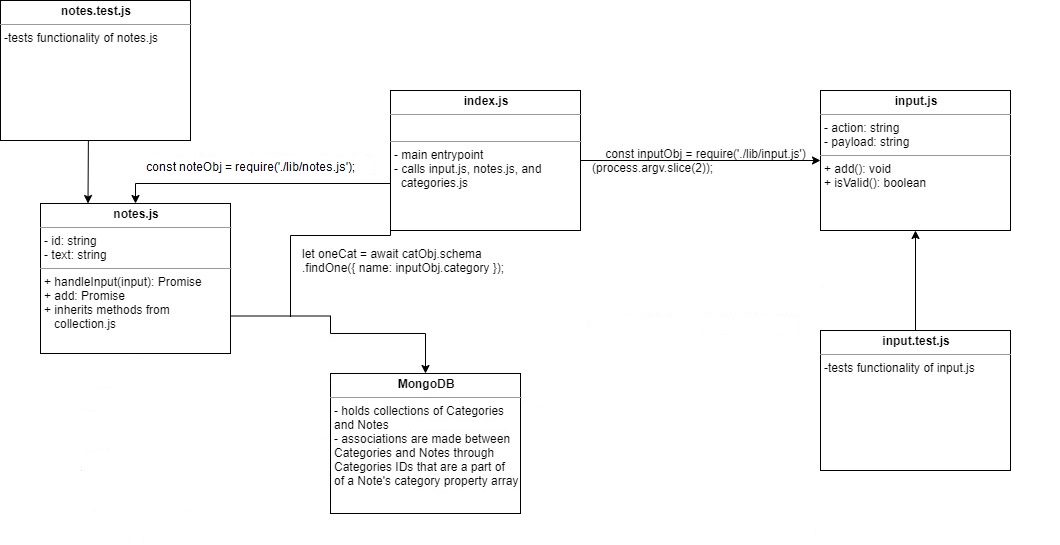 notes.test.js
-tests functionality of notes.js
index.js
- main entrypoint
- calls input.js, notes.js, and
categories.js
input.js
- action: string
- payload: string
+ add(): void
+ isValid(): boolean
const inputObj = require('./lib/input.js')
(process.argv.slice(2));
const noteObj = require('./lib/notes.js');
notes.js
- id: string
- text: string
+ handleInput(input): Promise
+ add: Promise
+ inherits methods from
collection.js
let oneCat = await catObj.schema
.findOne({ name: inputObj.category });
input.test.js
-tests functionality of input.js
MongoDB
- holds collections of Categories
and Notes
- associations are made between
Categories and Notes through
Categories IDs that are a part of
of a Note's category property array